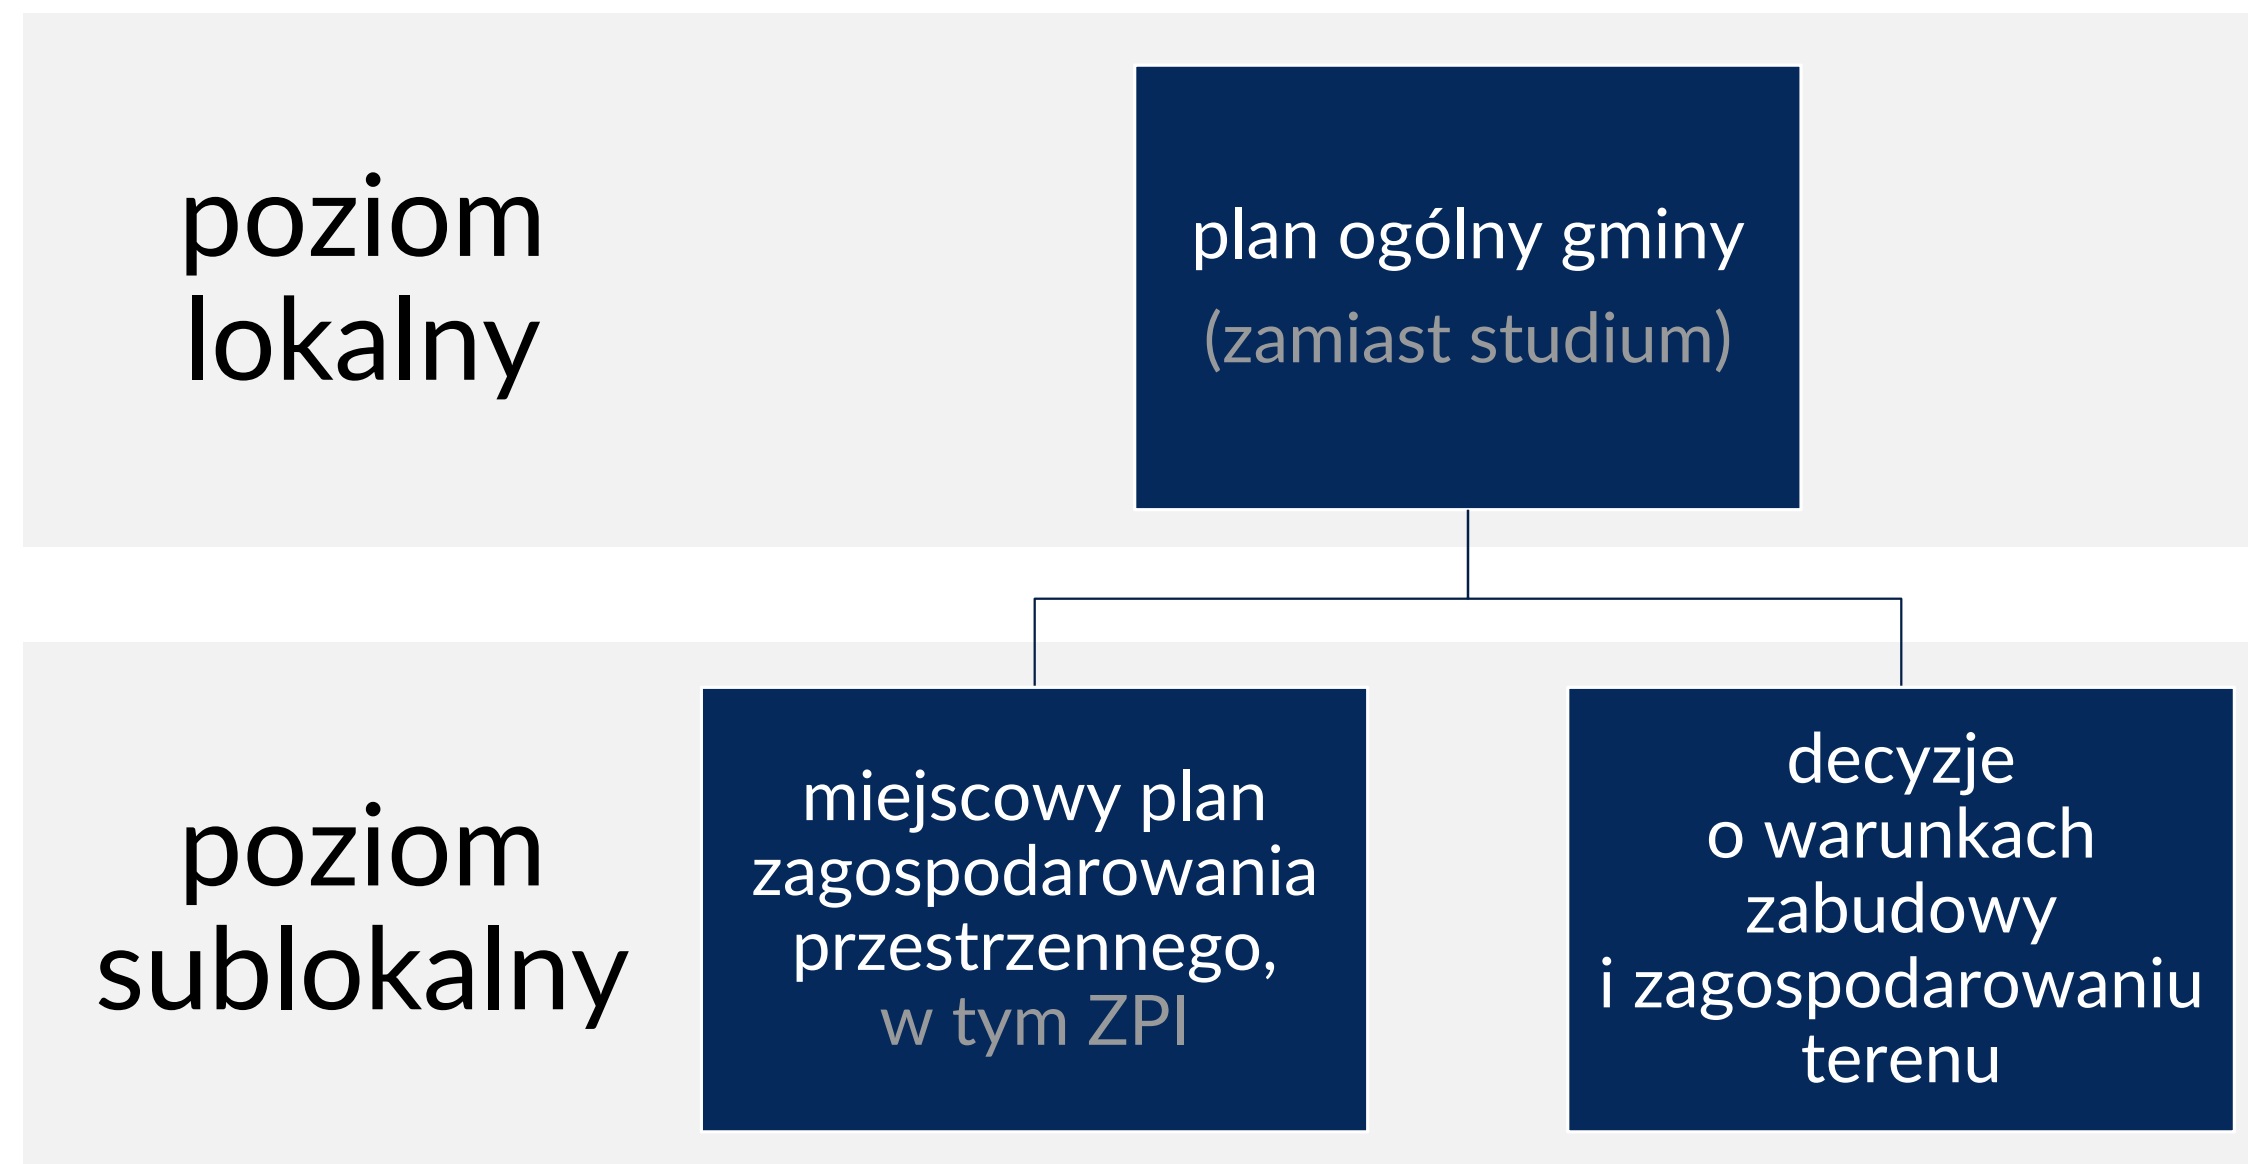 poziom
lokalny
plan ogólny gminy
(zamiast studium)
poziom
sublokalny
miejscowy plan
zagospodarowania
przestrzennego,
w tym ZPI
decyzje
o warunkach
zabudowy
i zagospodarowaniu
terenu